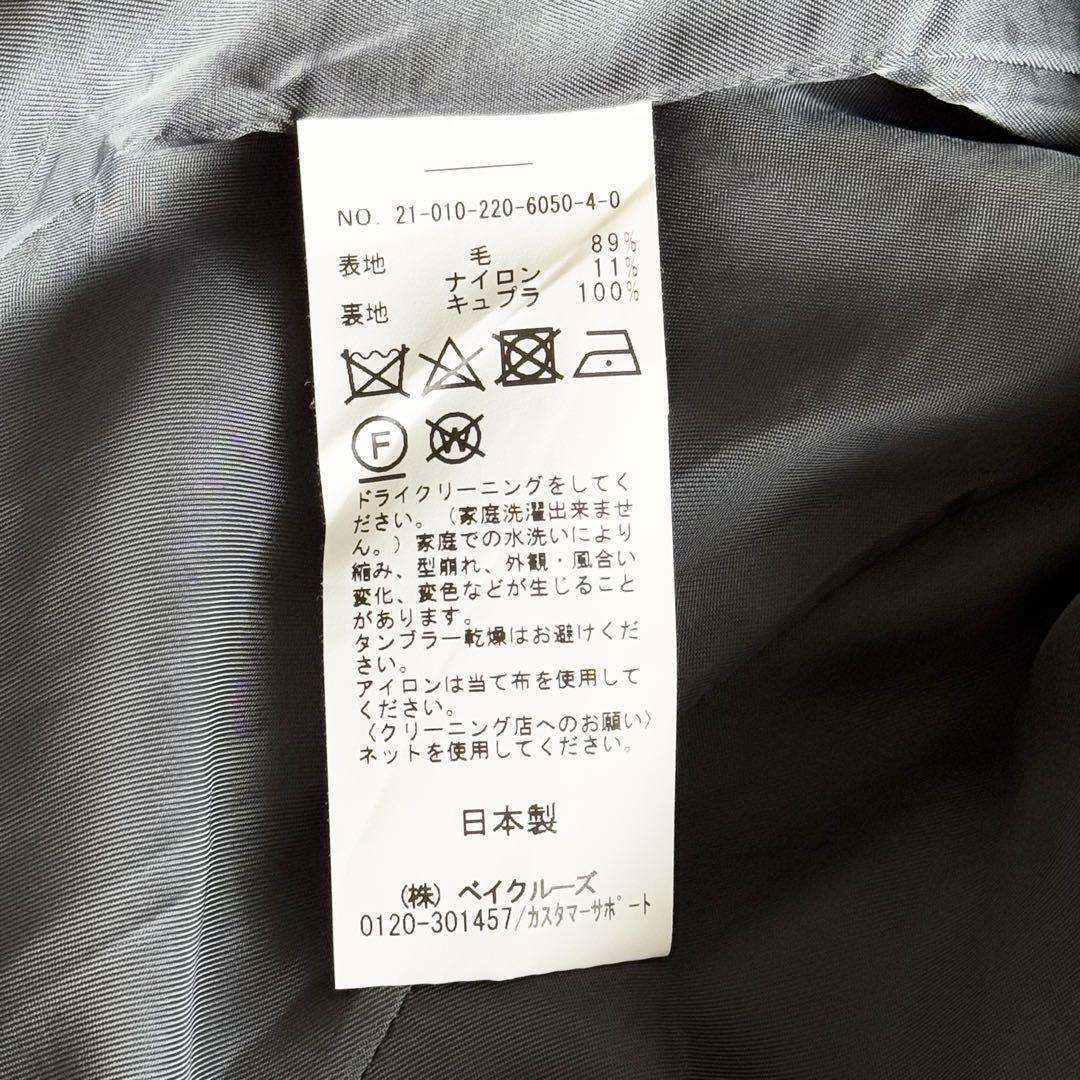 NO. 21-010-220-6050-4-0
表地 毛 89%
ナイロン 11%
裏地 キュプラ 100%
F W
ドライクリーニングをしてく
ださい。（家庭洗濯出来ませ
ん。）家庭での水洗いにより
縮み、型崩れ、外観・風合い
変化、変色などが生じること
があります。
タンブラー乾燥はお避けくだ
さい。
アイロンは当て布を使用して
ください。
〈クリーニング店へのお願い〉
ネットを使用してください。
日本製
（株）ベイクルーズ
0120-301457/カスタマーサポート